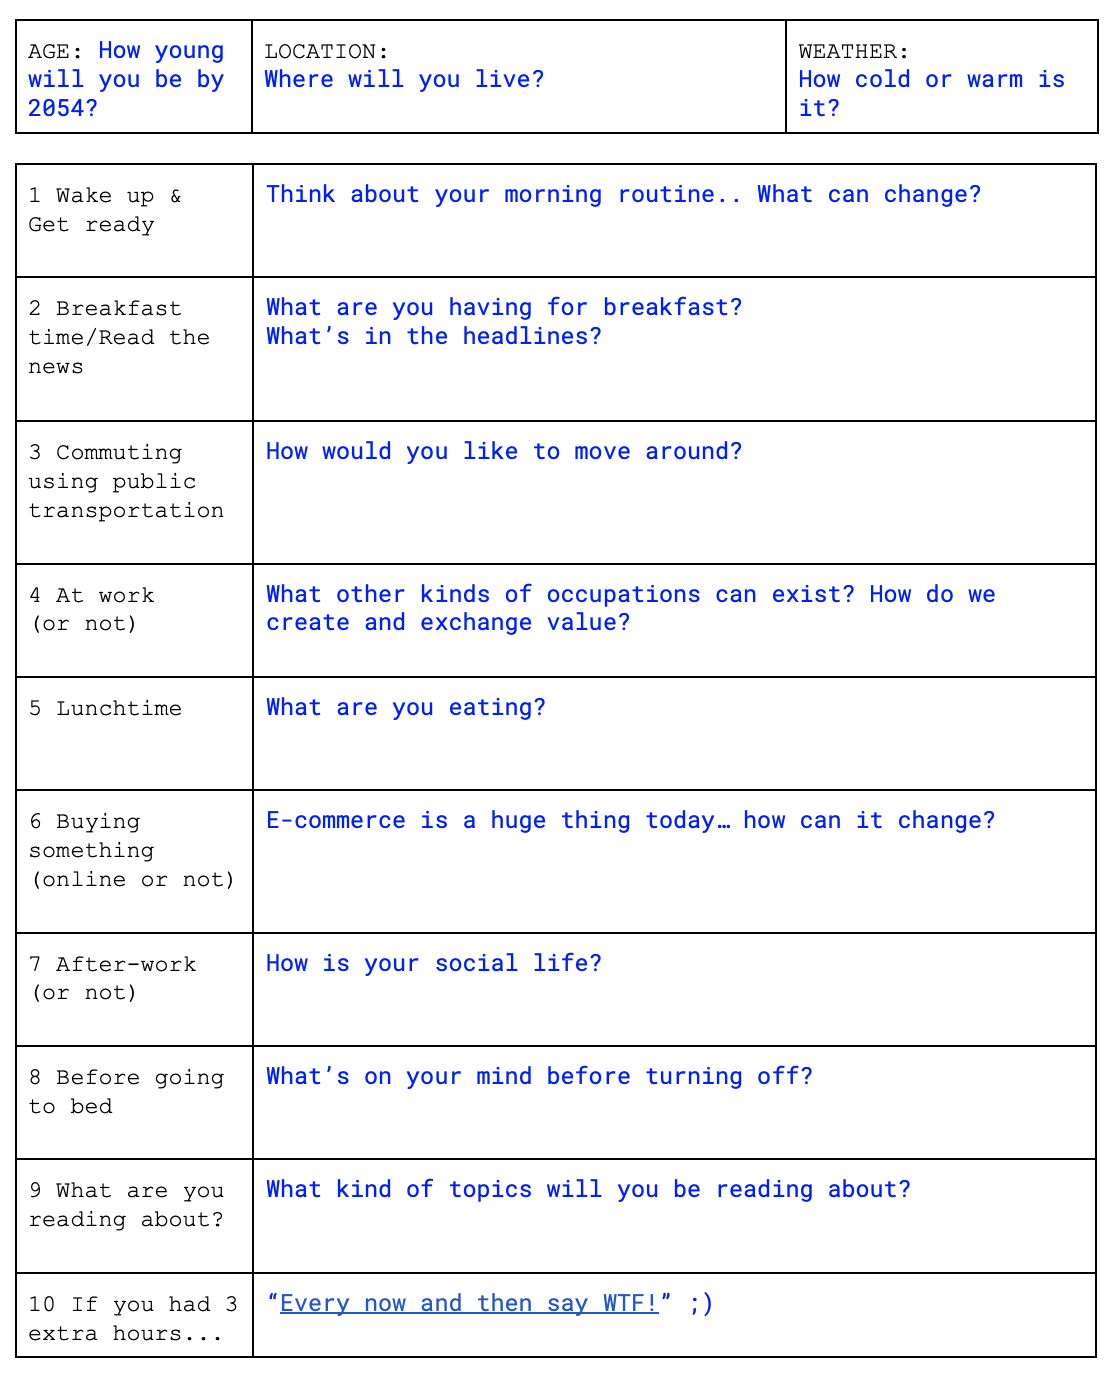 AGE: How young
will you be by
2054?
LOCATION:
Where will you live?
WEATHER:
How cold or warm is
it?
1 Wake up &
Get ready
Think about your morning routine.. What can change?
2 Breakfast
time/Read the
news
What are you having for breakfast?
What’s in the headlines?
3 Commuting
using public
transportation
How would you like to move around?
4 At work
(or not)
What other kinds of occupations can exist? How do we
create and exchange value?
5 Lunchtime
What are you eating?
6 Buying
something
(online or not)
E-commerce is a huge thing today… how can it change?
7 After-work
(or not)
How is your social life?
8 Before going
to bed
What’s on your mind before turning off?
9 What are you
reading about?
What kind of topics will you be reading about?
10 If you had 3
extra hours...
“Every now and then say WTF!” ;)